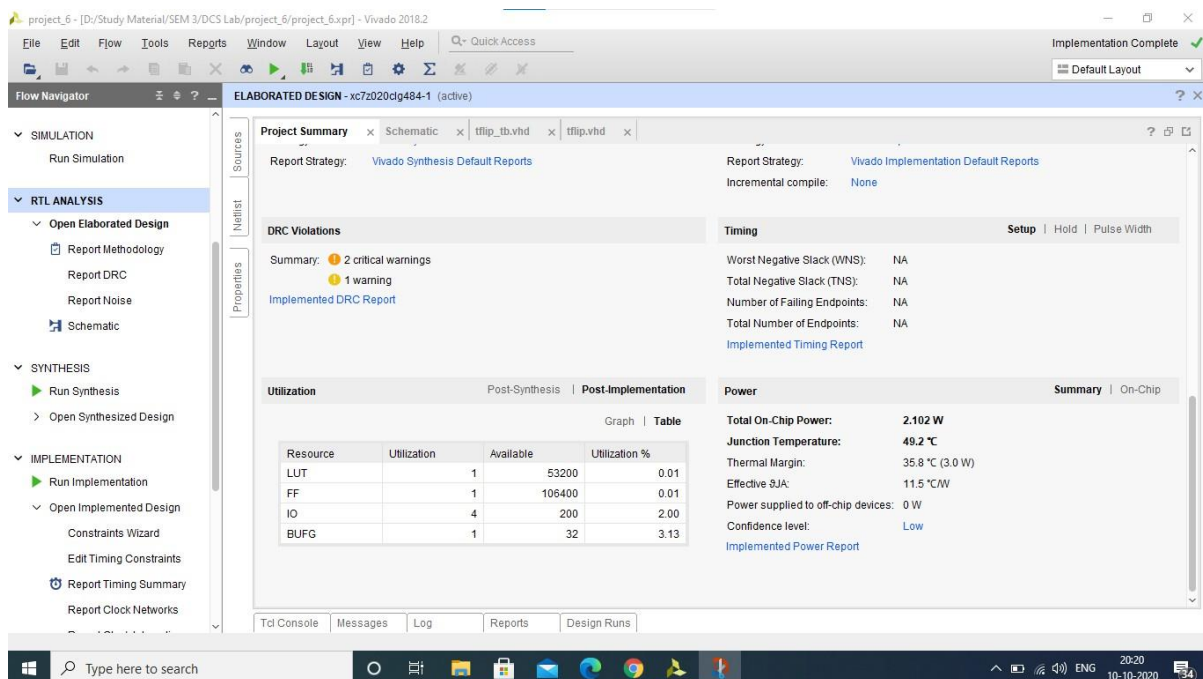 project_6 - [D:/Study Material/SEM 3/DCS Lab/project_6/project_6.xpr] - Vivado 2018.2
File Edit Flow Tools Reports Window Layout View Help Quick Access
Implementation Complete
Default Layout
Flow Navigator
SIMULATION
Run Simulation
RTL ANALYSIS
Open Elaborated Design
Report Methodology
Report DRC
Report Noise
Schematic
SYNTHESIS
Run Synthesis
Open Synthesized Design
IMPLEMENTATION
Run Implementation
Open Implemented Design
Constraints Wizard
Edit Timing Constraints
Report Timing Summary
Report Clock Networks
ELABORATED DESIGN - xc7z020clg484-1 (active)
Sources
Netlist
Properties
Project Summary Schematic tflip_tb.vhd tflip.vhd
Report Strategy: Vivado Synthesis Default Reports
Report Strategy: Vivado Implementation Default Reports
Incremental compile: None
DRC Violations
Summary: 2 critical warnings
1 warning
Implemented DRC Report
Timing Setup | Hold | Pulse Width
Worst Negative Slack (WNS): NA
Total Negative Slack (TNS): NA
Number of Failing Endpoints: NA
Total Number of Endpoints: NA
Implemented Timing Report
Utilization Post-Synthesis | Post-Implementation
Graph | Table
Resource Utilization Available Utilization %
LUT 1 53200 0.01
FF 1 106400 0.01
IO 4 200 2.00
BUFG 1 32 3.13
Power Summary | On-Chip
Total On-Chip Power: 2.102 W
Junction Temperature: 49.2 °C
Thermal Margin: 35.8 °C (3.0 W)
Effective ϑJA: 11.5 °C/W
Power supplied to off-chip devices: 0 W
Confidence level: Low
Implemented Power Report
Tcl Console Messages Log Reports Design Runs
Type here to search
ENG
20:20
10-10-2020
34